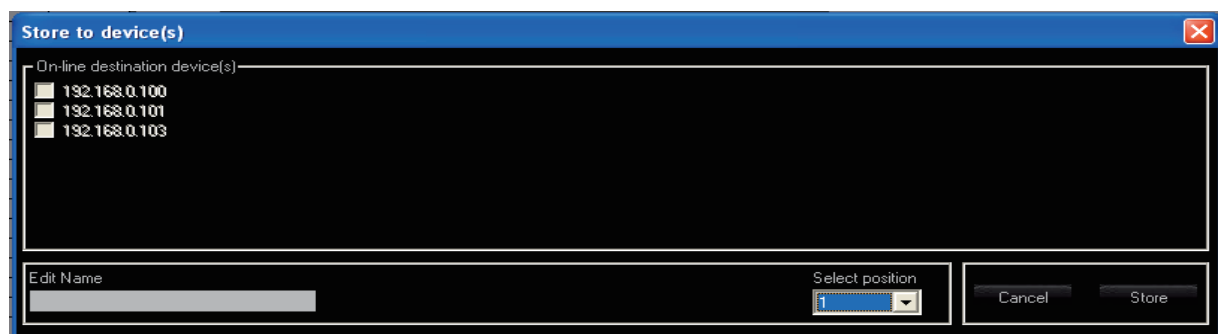 Store to device(s)
On-line destination device(s)
192.168.0.100
192.168.0.101
192.168.0.103
Edit Name
Select position
1
Cancel
Store